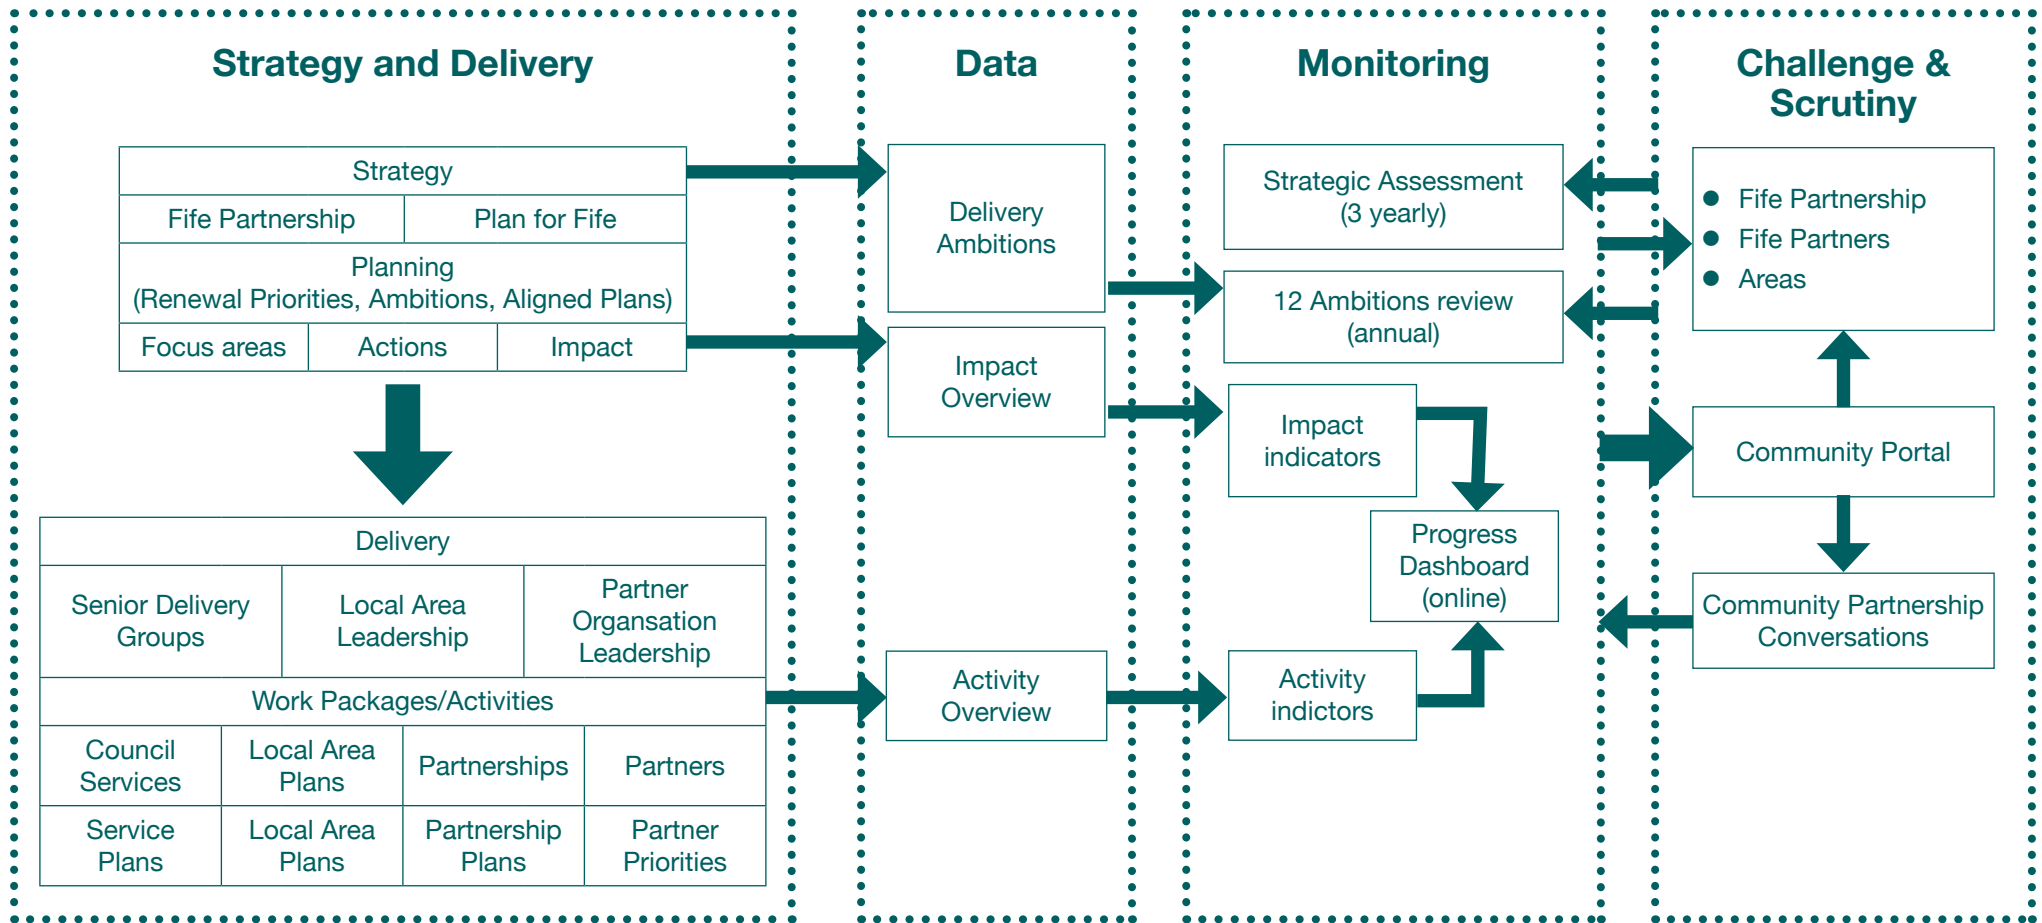 Strategy and Delivery
Strategy
Fife Partnership
Plan for Fife
Planning
(Renewal Priorities, Ambitions, Aligned Plans)
Focus areas
Actions
Impact
Delivery
Senior Delivery
Groups
Local Area
Leadership
Partner
Organsation
Leadership
Work Packages/Activities
Council
Services
Local Area
Plans
Partnerships
Partners
Service
Plans
Local Area
Plans
Partnership
Plans
Partner
Priorities
Data
Delivery
Ambitions
Impact
Overview
Activity
Overview
Monitoring
Strategic Assessment
(3 yearly)
12 Ambitions review
(annual)
Impact
indicators
Progress
Dashboard
(online)
Activity
indictors
Challenge &
Scrutiny
● Fife Partnership
● Fife Partners
● Areas
Community Portal
Community Partnership
Conversations